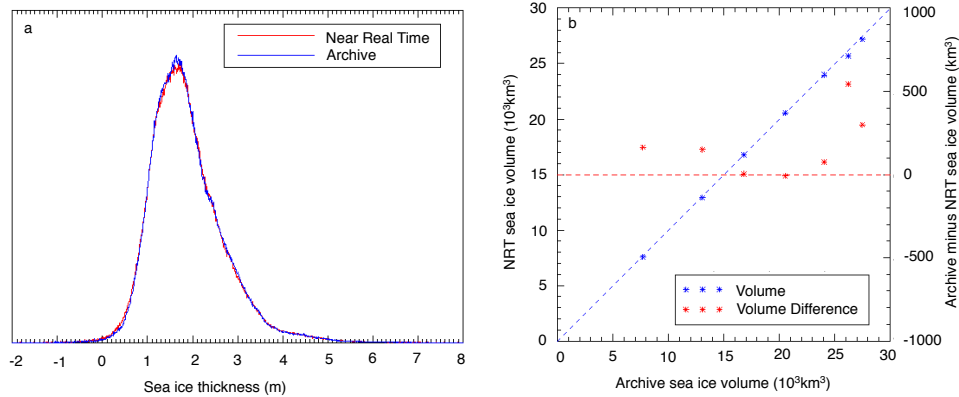 a
Near Real Time
Archive
-2 -1 0 1 2 3 4 5 6 7 8
Sea ice thickness (m)
b
30
25
20
15
10
5
0
NRT sea ice volume (10³km³)
1000
500
0
-500
-1000
Archive minus NRT sea ice volume (km³)
Volume
Volume Difference
0 5 10 15 20 25 30
Archive sea ice volume (10³km³)